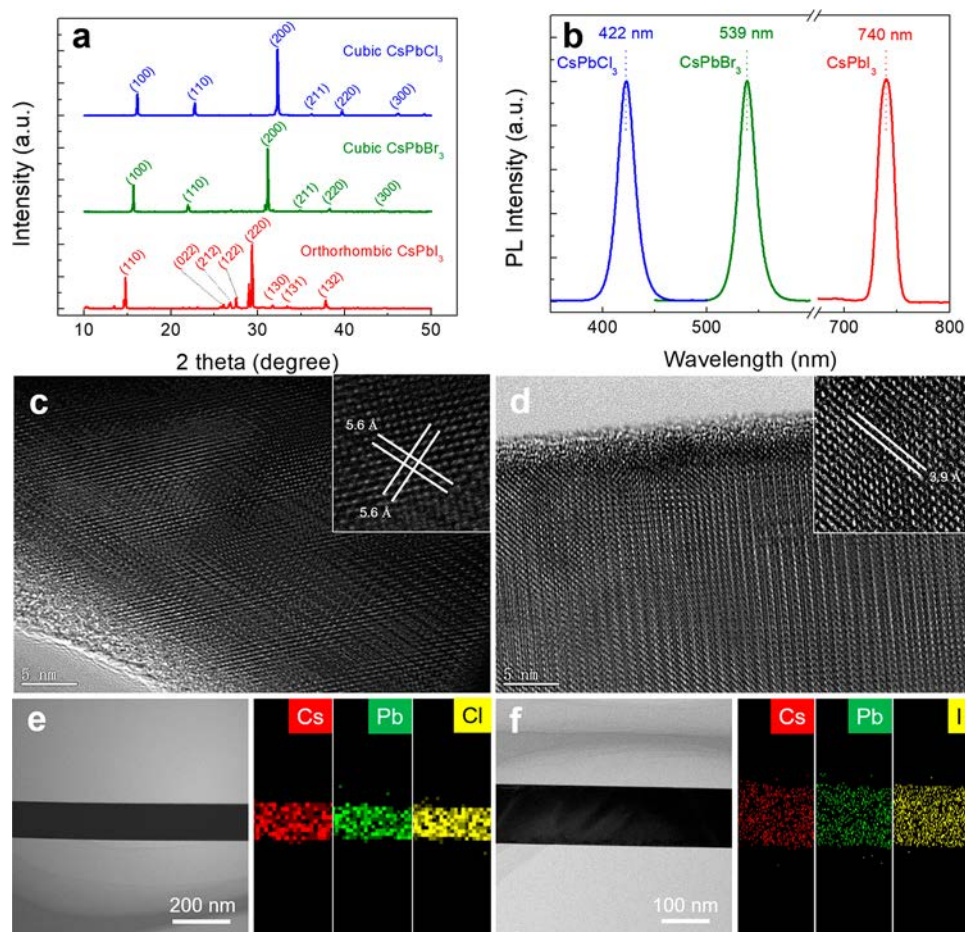 a
Intensity (a.u.)
Cubic CsPbCl3
(100)
(110)
(200)
(211)
(220)
(300)
Cubic CsPbBr3
(100)
(110)
(200)
(211)
(220)
(300)
Orthorhombic CsPbI3
(110)
(022)
(212)
(122)
(220)
(130)
(131)
(132)
10 20 30 40 50
2 theta (degree)
b
PL Intensity (a.u.)
422 nm 539 nm 740 nm
CsPbCl3 CsPbBr3 CsPbI3
400 500 700 800
Wavelength (nm)
c
5.6 Å
5.6 Å
5 nm
d
3.9 Å
5 nm
e
200 nm
Cs Pb Cl
f
100 nm
Cs Pb I